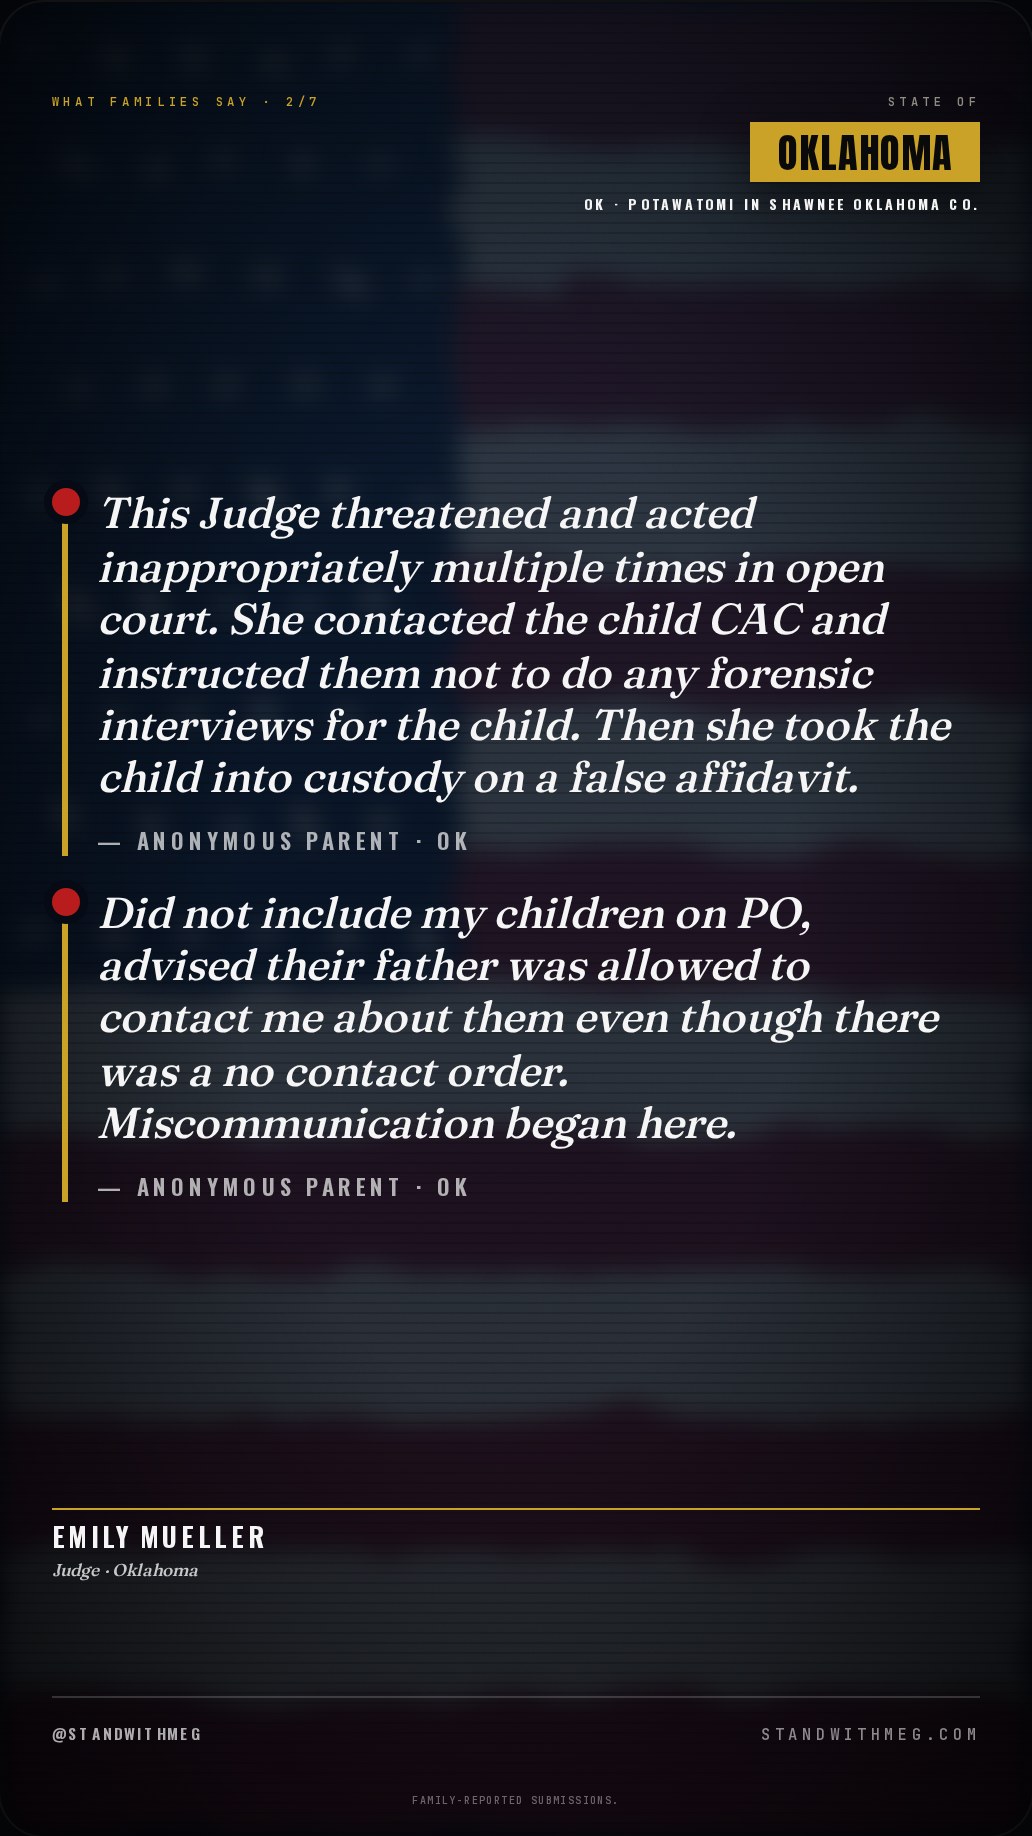 WHAT FAMILIES SAY · 2/7
STATE OF
OKLAHOMA
OK · POTAWATOMI IN SHAWNEE OKLAHOMA CO.
This Judge threatened and acted
inappropriately multiple times in open
court. She contacted the child CAC and
instructed them not to do any forensic
interviews for the child. Then she took the
child into custody on a false affidavit.
— ANONYMOUS PARENT · OK
Did not include my children on PO,
advised their father was allowed to
contact me about them even though there
was a no contact order.
Miscommunication began here.
— ANONYMOUS PARENT · OK
EMILY MUELLER
Judge · Oklahoma
@STANDWITHMEG
STANDWITHMEG.COM
FAMILY-REPORTED SUBMISSIONS.